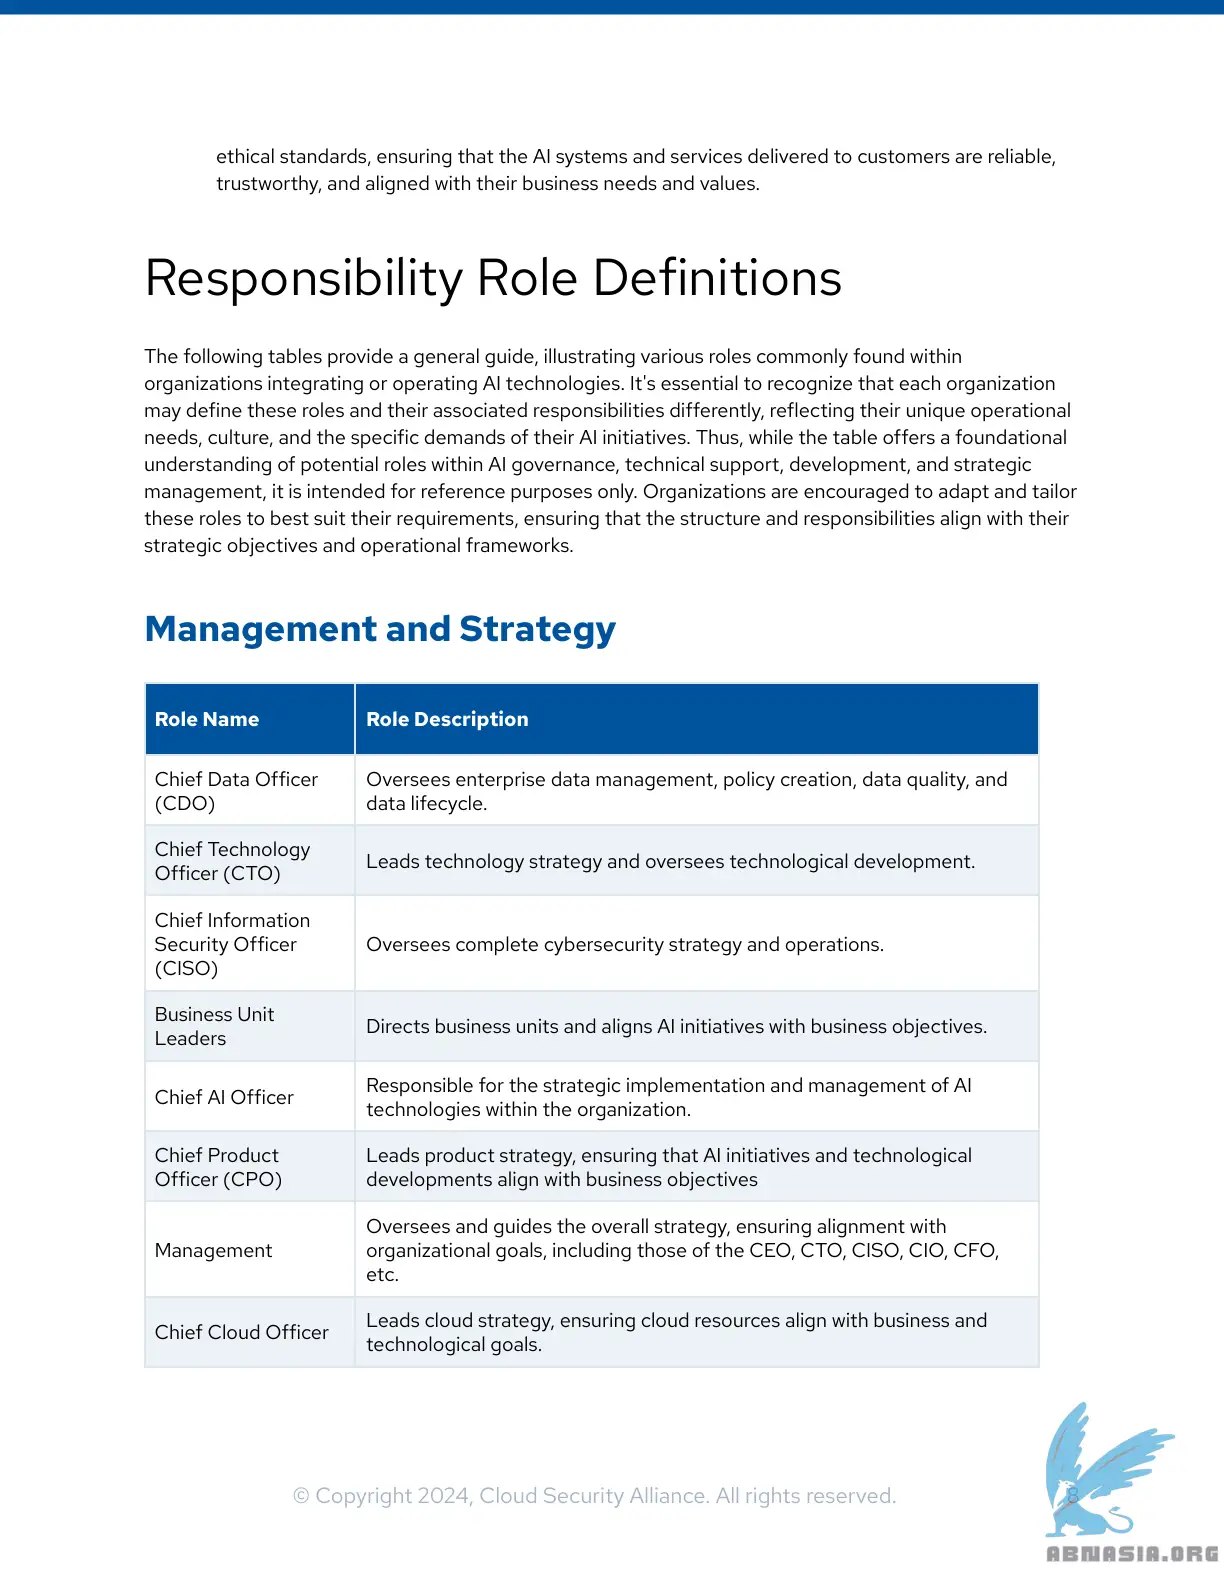 ethical standards, ensuring that the AI systems and services delivered to customers are reliable,
trustworthy, and aligned with their business needs and values.
Responsibility Role Definitions
The following tables provide a general guide, illustrating various roles commonly found within
organizations integrating or operating AI technologies. It's essential to recognize that each organization
may define these roles and their associated responsibilities differently, reflecting their unique operational
needs, culture, and the specific demands of their AI initiatives. Thus, while the table offers a foundational
understanding of potential roles within AI governance, technical support, development, and strategic
management, it is intended for reference purposes only. Organizations are encouraged to adapt and tailor
these roles to best suit their requirements, ensuring that the structure and responsibilities align with their
strategic objectives and operational frameworks.
Management and Strategy
Role Name
Role Description
Chief Data Officer
(CDO)
Oversees enterprise data management, policy creation, data quality, and
data lifecycle.
Chief Technology
Officer (CTO)
Leads technology strategy and oversees technological development.
Chief Information
Security Officer
(CISO)
Oversees complete cybersecurity strategy and operations.
Business Unit
Leaders
Directs business units and aligns AI initiatives with business objectives.
Chief AI Officer
Responsible for the strategic implementation and management of AI
technologies within the organization.
Chief Product
Officer (CPO)
Leads product strategy, ensuring that AI initiatives and technological
developments align with business objectives
Management
Oversees and guides the overall strategy, ensuring alignment with
organizational goals, including those of the CEO, CTO, CISO, CIO, CFO,
etc.
Chief Cloud Officer
Leads cloud strategy, ensuring cloud resources align with business and
technological goals.
© Copyright 2024, Cloud Security Alliance. All rights reserved.
8
ABNASIA.ORG